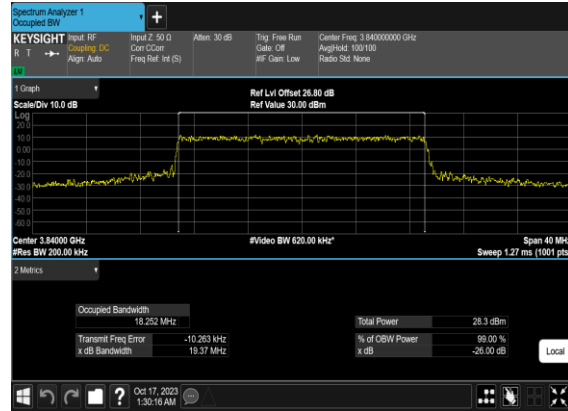 Spectrum Analyzer 1
Occupied BW
KEYSIGHT Input: RF Input Z: 50 Ω Atten: 30 dB Trig: Free Run Center Freq: 3.840000000 GHz
R T Coupling: DC Corr CCorr Gate: Off Avg|Hold: 100/100
Align: Auto Freq Ref: Int (S) #IF Gain: Low Radio Std: None
1 Graph
Ref Lvl Offset 26.80 dB
Scale/Div 10.0 dB Ref Value 30.00 dBm
Log
20.0
10.0
0.00
-10.0
-20.0
-30.0
-40.0
-50.0
-60.0
Center 3.84000 GHz #Video BW 620.00 kHz* Span 40 MHz
#Res BW 200.00 kHz Sweep 1.27 ms (1001 pts
2 Metrics
Occupied Bandwidth
18.252 MHz Total Power 28.3 dBm
Transmit Freq Error -10.263 kHz % of OBW Power 99.00 %
x dB Bandwidth 19.37 MHz x dB -26.00 dB
Local
Oct 17, 2023
1:30:16 AM